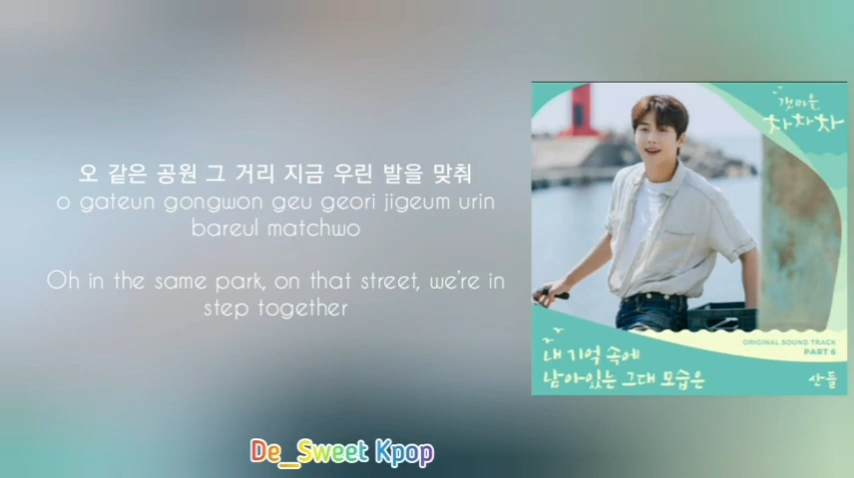 오 같은 공원 그 거리 지금 우린 발을 맞춰
o gateun gongwon geu geori jigeum urin
bareul matchwo
Oh in the same park, on that street, we're in
step together
갯마을
차차차
ORIGINAL SOUND TRACK
PART 6
내 기억 속에
남아있는 그대 모습은
산들
De_Sweet Kpop